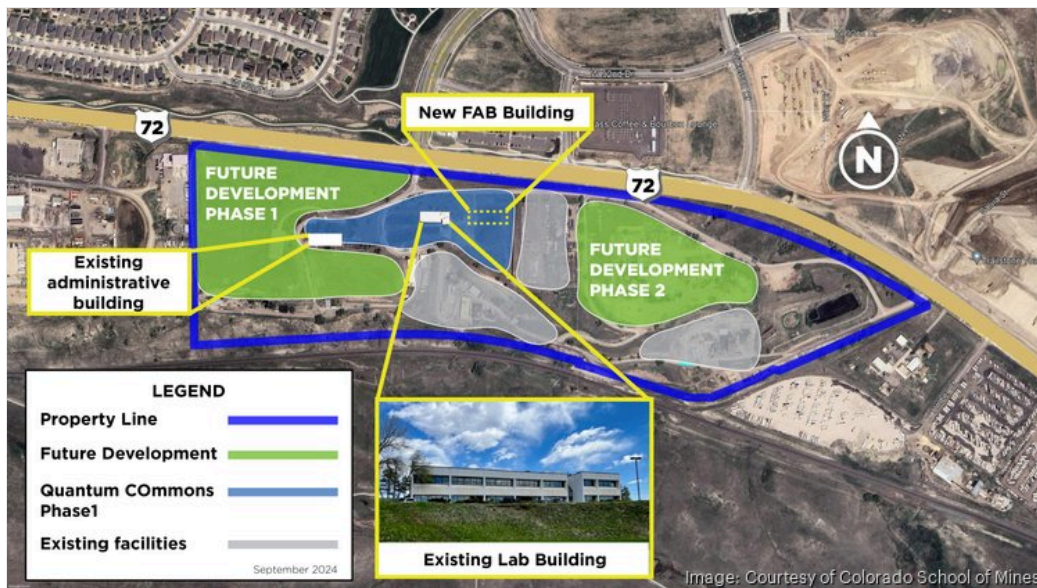 72
New FAB Building
72
N
FUTURE
DEVELOPMENT
PHASE 1
Existing
administrative
building
FUTURE
DEVELOPMENT
PHASE 2
LEGEND
Property Line
Future Development
Quantum COmmons
Phase1
Existing facilities
September 2024
Existing Lab Building
Image: Courtesy of Colorado School of Mines